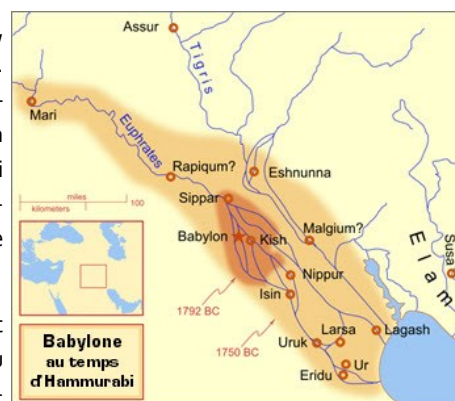 Assur
Tigris
Mari
Euphrates
Rapiqum?
Eshnunna
miles
100
kilometers
Sippar
Babylon
Kish
Malgium?
Susa
Elam
Nippur
Isin
1792 BC
1750 BC
Larsa
Lagash
Uruk
Ur
Eridu
Babylone
au temps
d'Hammurabi